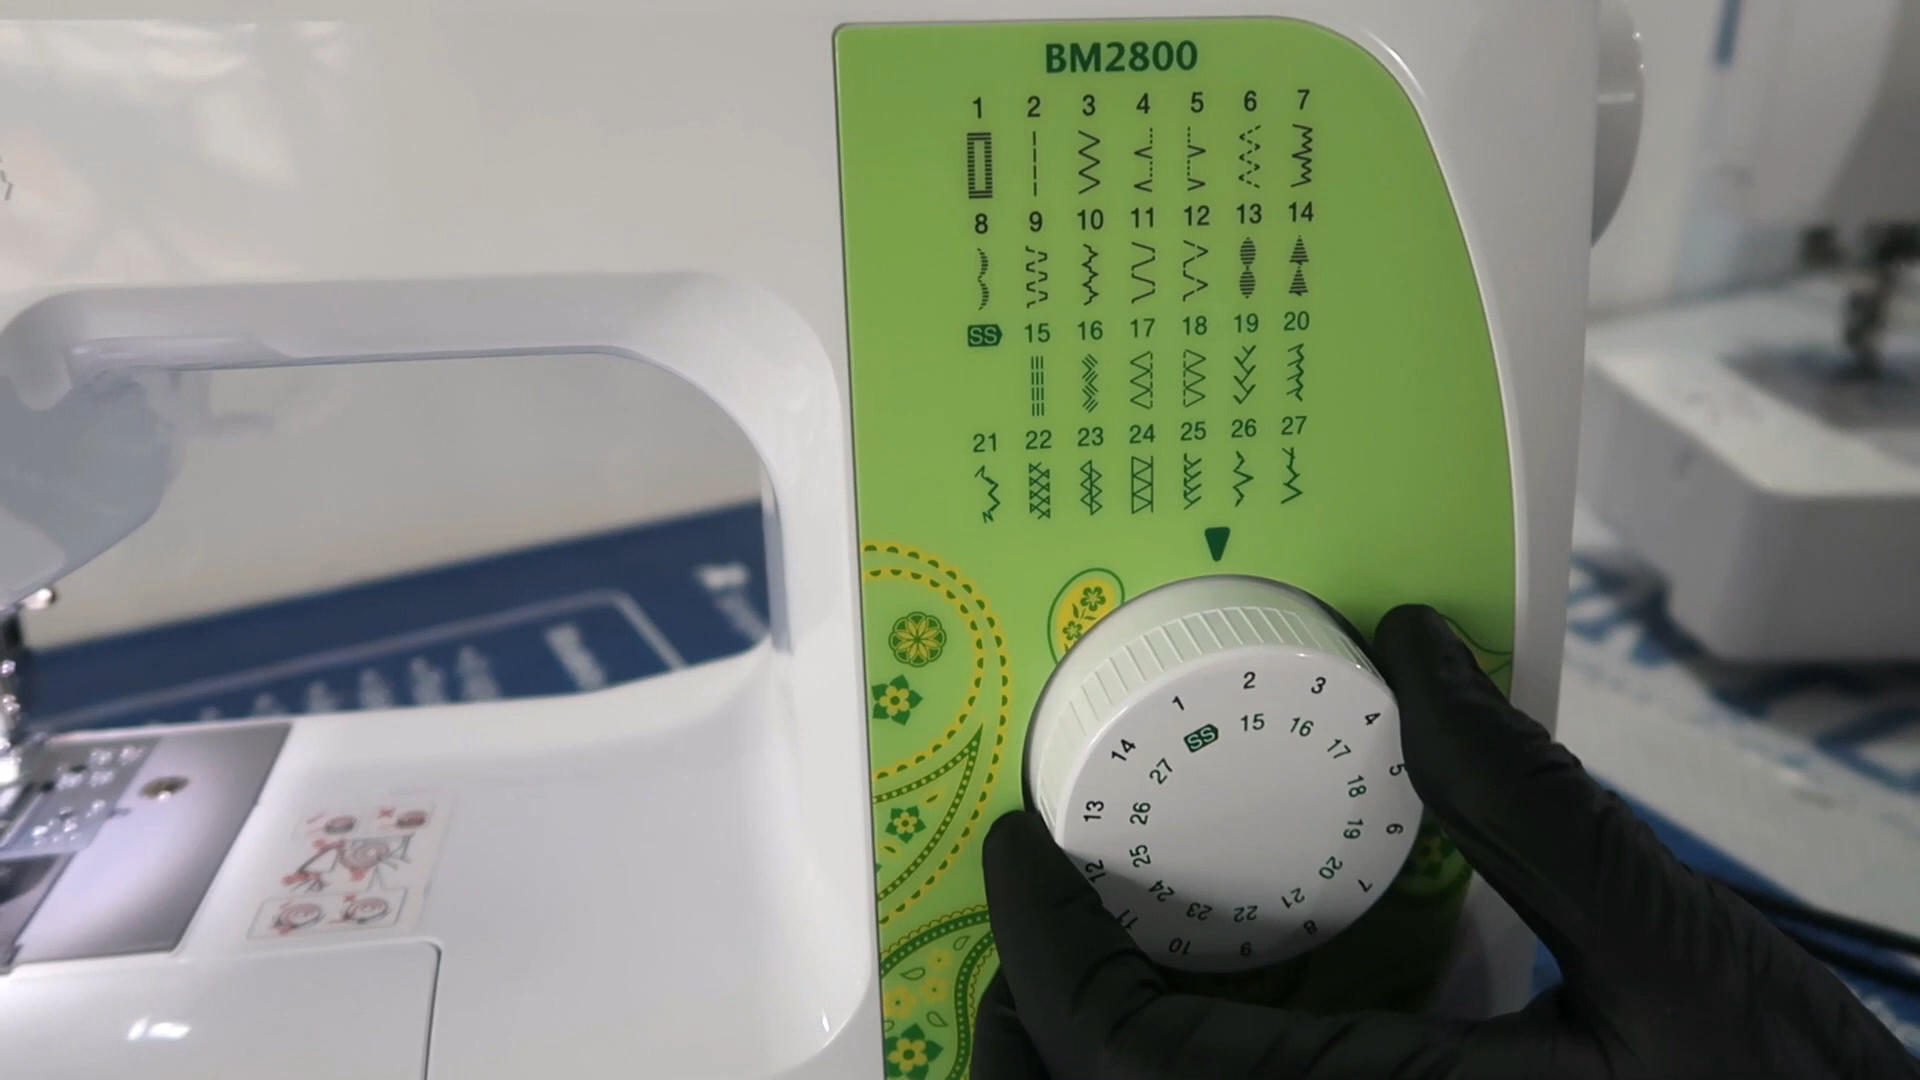 BM2800
1 2 3 4 5 6 7
8 9 10 11 12 13 14
SS 15 16 17 18 19 20
21 22 23 24 25 26 27
1 2 3 4 5 6 7 8 9 10 11 12 13 14
SS 15 16 17 18 19 20 21 22 23 24 25 26 27